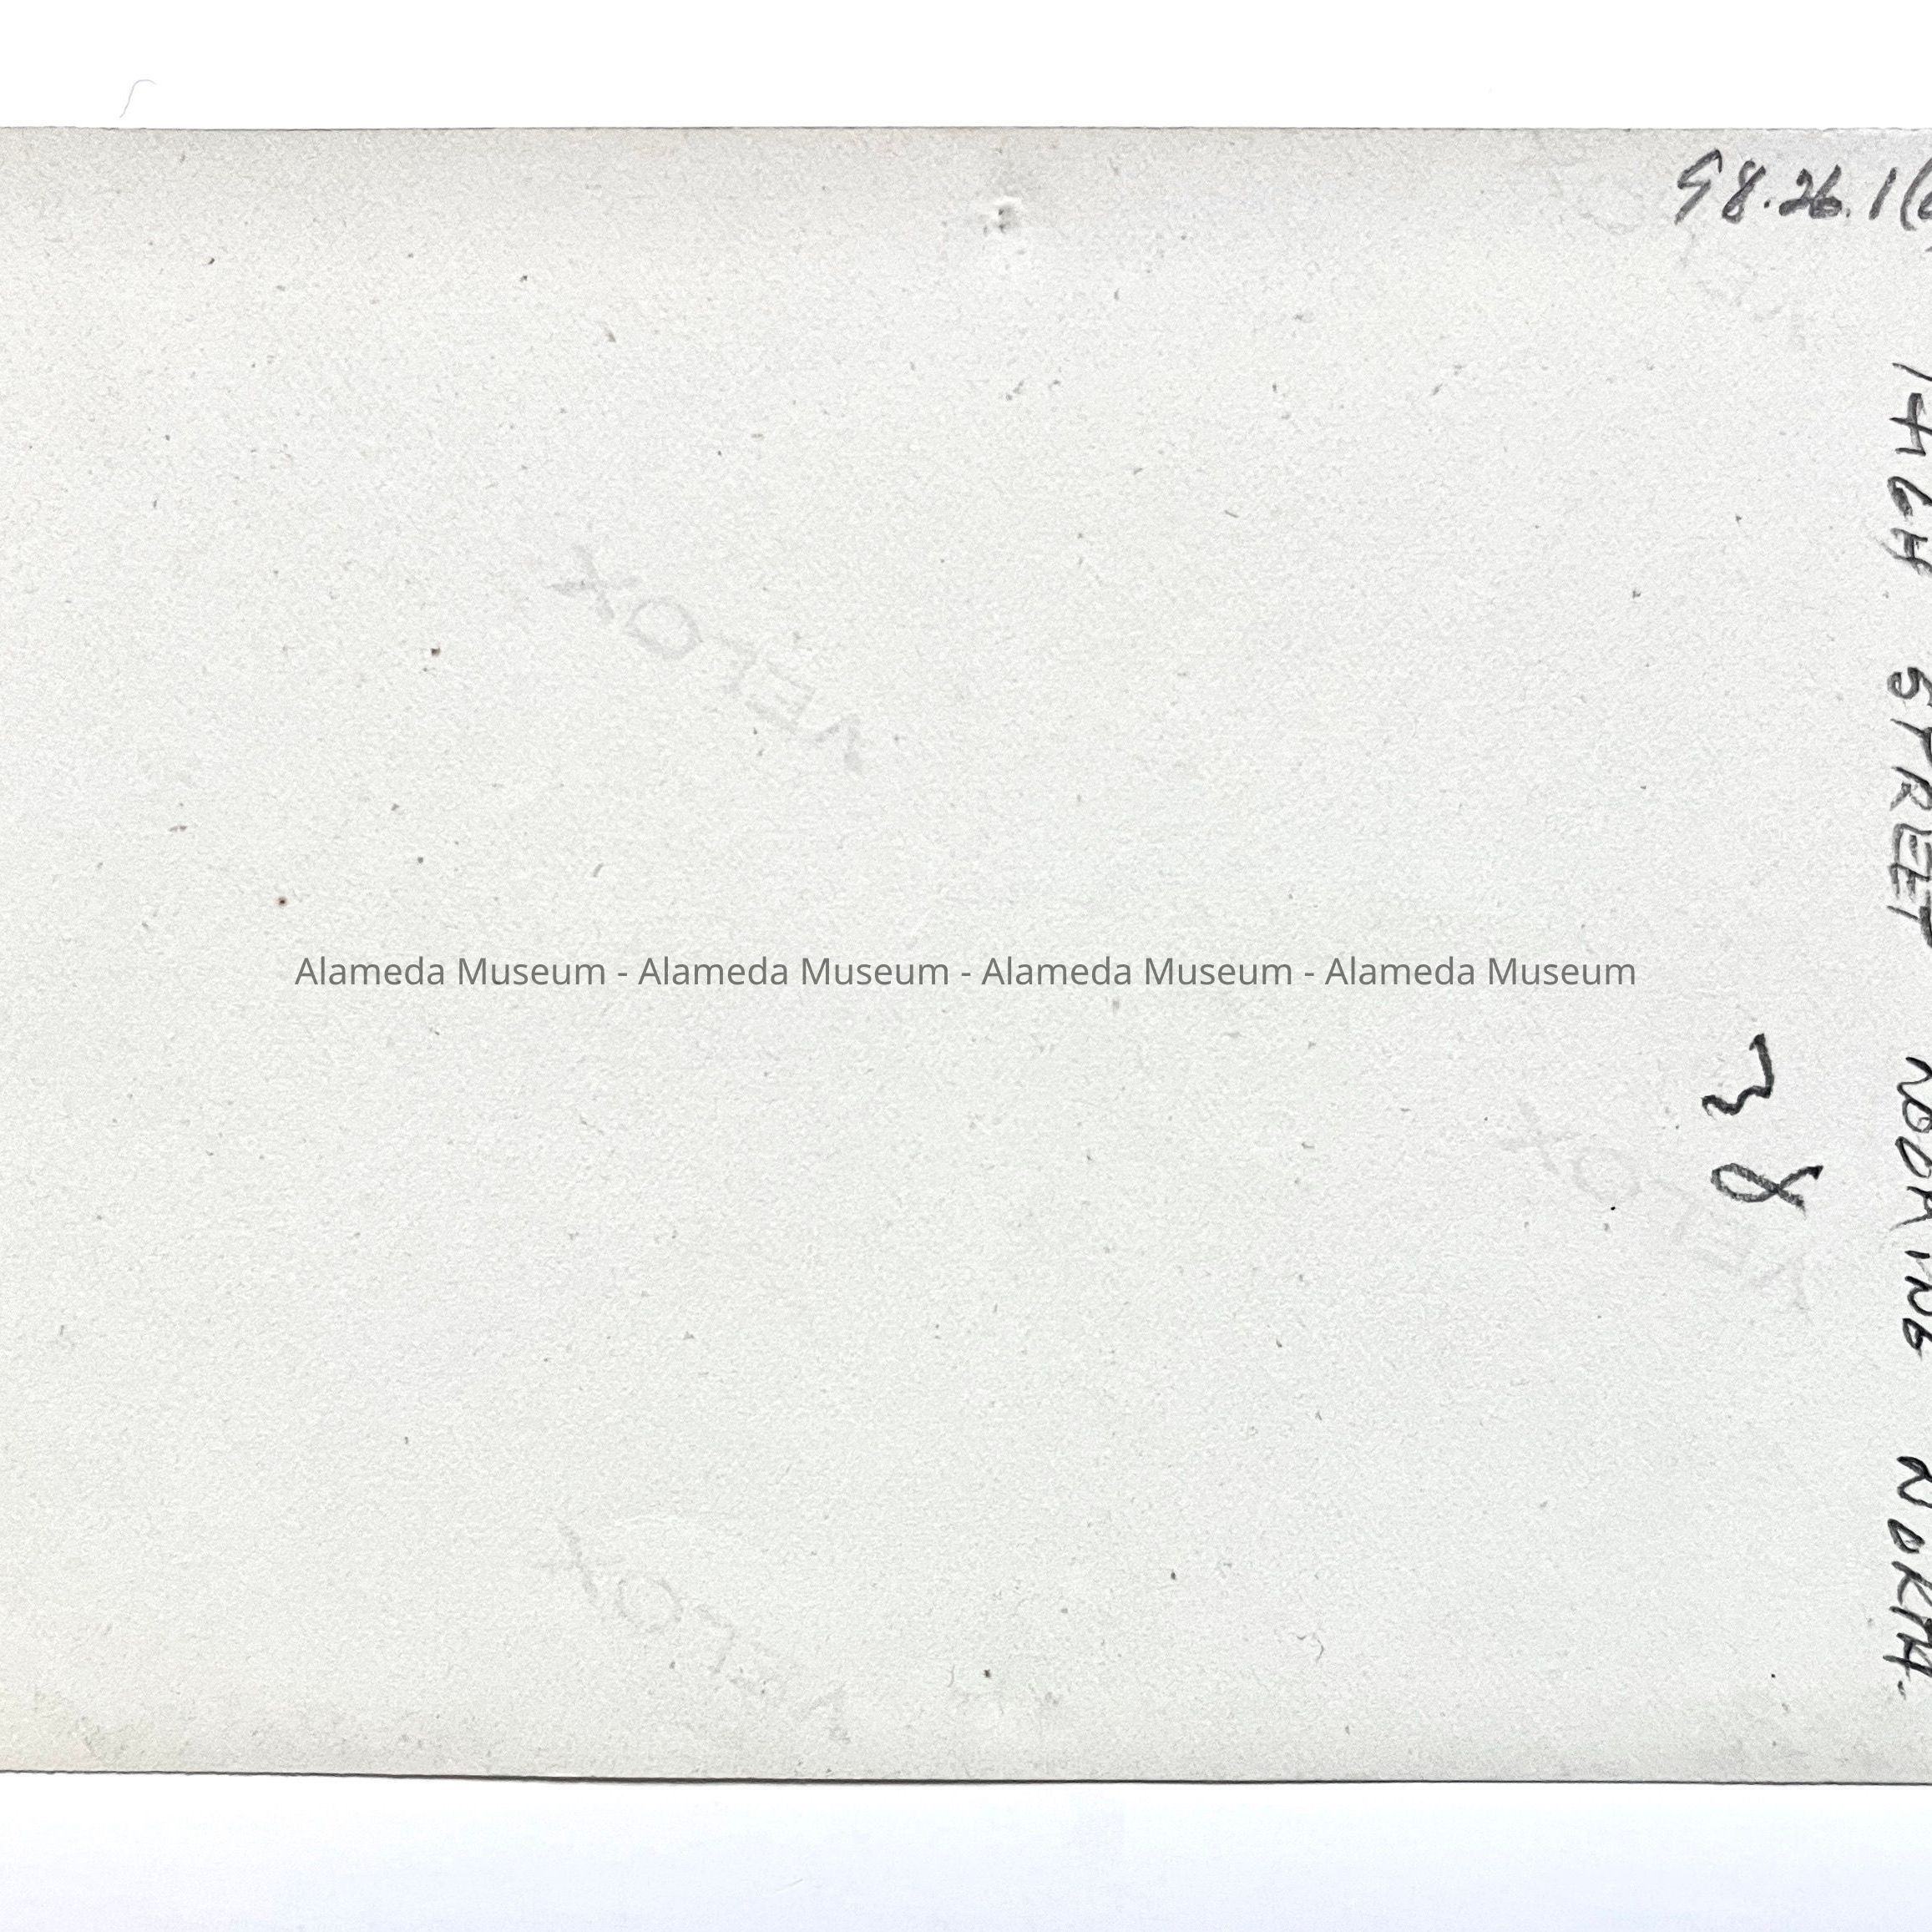 98.26.1(
HIGH STREET LOOKING NORTH.
38
VELOX
VELOX
VELOX
Alameda Museum - Alameda Museum - Alameda Museum - Alameda Museum